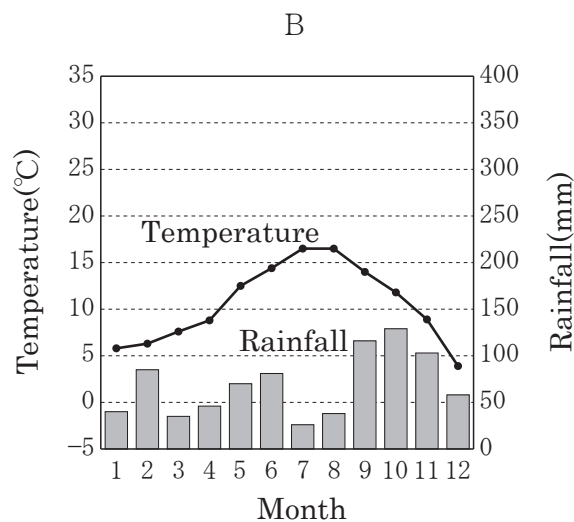 B
35 400
30 350
25 300
20 250
15 200
10 150
5 100
0 50
−5 0
Temperature(℃)
Rainfall(mm)
Temperature
Rainfall
1 2 3 4 5 6 7 8 9 10 11 12
Month